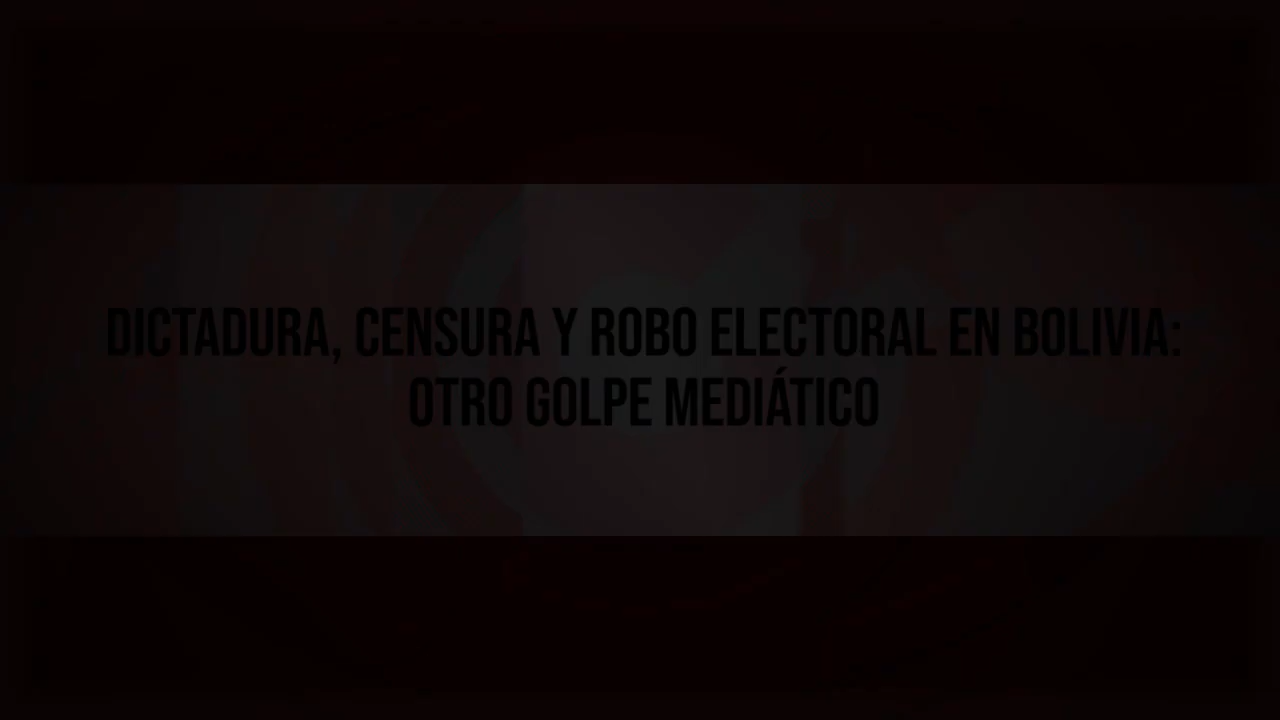 DICTADURA, CENSURA Y ROBO ELECTORAL EN BOLIVIA:
OTRO GOLPE MEDIÁTICO